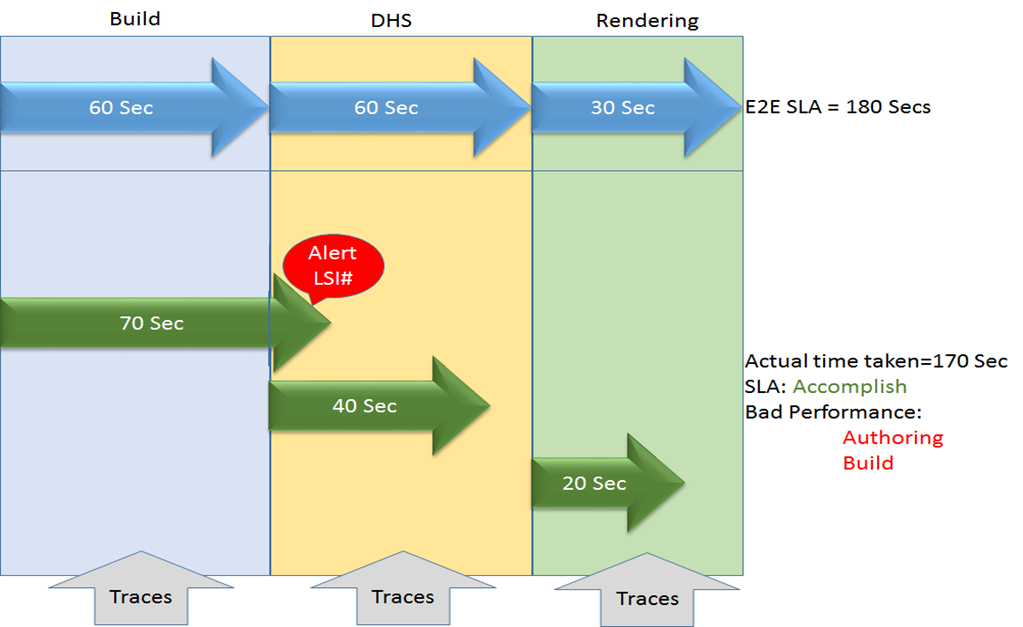 Build
DHS
Rendering
60 Sec
60 Sec
30 Sec
E2E SLA = 180 Secs
Alert
LSI#
70 Sec
40 Sec
20 Sec
Actual time taken=170 Sec
SLA: Accomplish
Bad Performance:
Authoring
Build
Traces
Traces
Traces